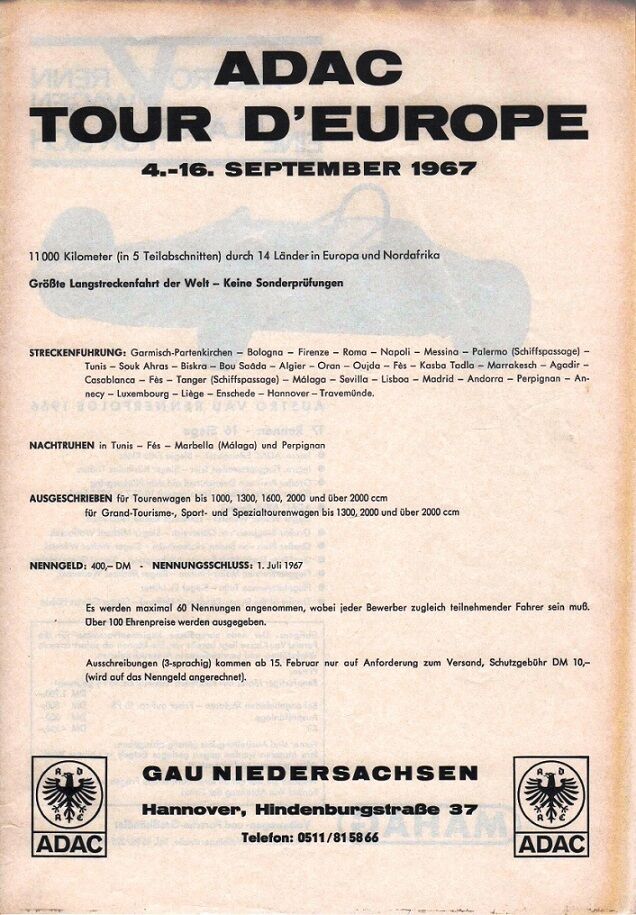 ADAC
TOUR D'EUROPE
4.-16. SEPTEMBER 1967
11 000 Kilometer (in 5 Teilabschnitten) durch 14 Länder in Europa und Nordafrika
Größte Langstreckenfahrt der Welt – Keine Sonderprüfungen
STRECKENFUHRUNG: Garmisch-Partenkirchen – Bologna – Firenze – Roma – Napoli – Messina – Palermo (Schiffspassage) –
Tunis – Souk Ahras – Biskra – Bou Saâda – Algier – Oran – Oujda – Fès – Kasba Tadla – Marrakesch – Agadir –
Casablanca – Fès – Tanger (Schiffspassage) – Málaga – Sevilla – Lisboa – Madrid – Andorra – Perpignan – An-
necy – Luxembourg – Liège – Enschede – Hannover – Travemünde.
NACHTRUHEN in Tunis – Fés – Marbella (Málaga) und Perpignan
AUSGESCHRIEBEN für Tourenwagen bis 1000, 1300, 1600, 2000 und über 2000 ccm
für Grand-Tourisme-, Sport- und Spezialtourenwagen bis 1300, 2000 und über 2000 ccm
NENNGELD: 400,– DM - NENNUNGSSCHLUSS: 1. Juli 1967
Es werden maximal 60 Nennungen angenommen, wobei jeder Bewerber zugleich teilnehmender Fahrer sein muß.
Über 100 Ehrenpreise werden ausgegeben.
Ausschreibungen (3-sprachig) kommen ab 15. Februar nur auf Anforderung zum Versand, Schutzgebühr DM 10,–
(wird auf das Nenngeld angerechnet).
GAU NIEDERSACHSEN
Hannover, Hindenburgstraße 37
Telefon: 0511/81 58 66
ADAC
ADAC